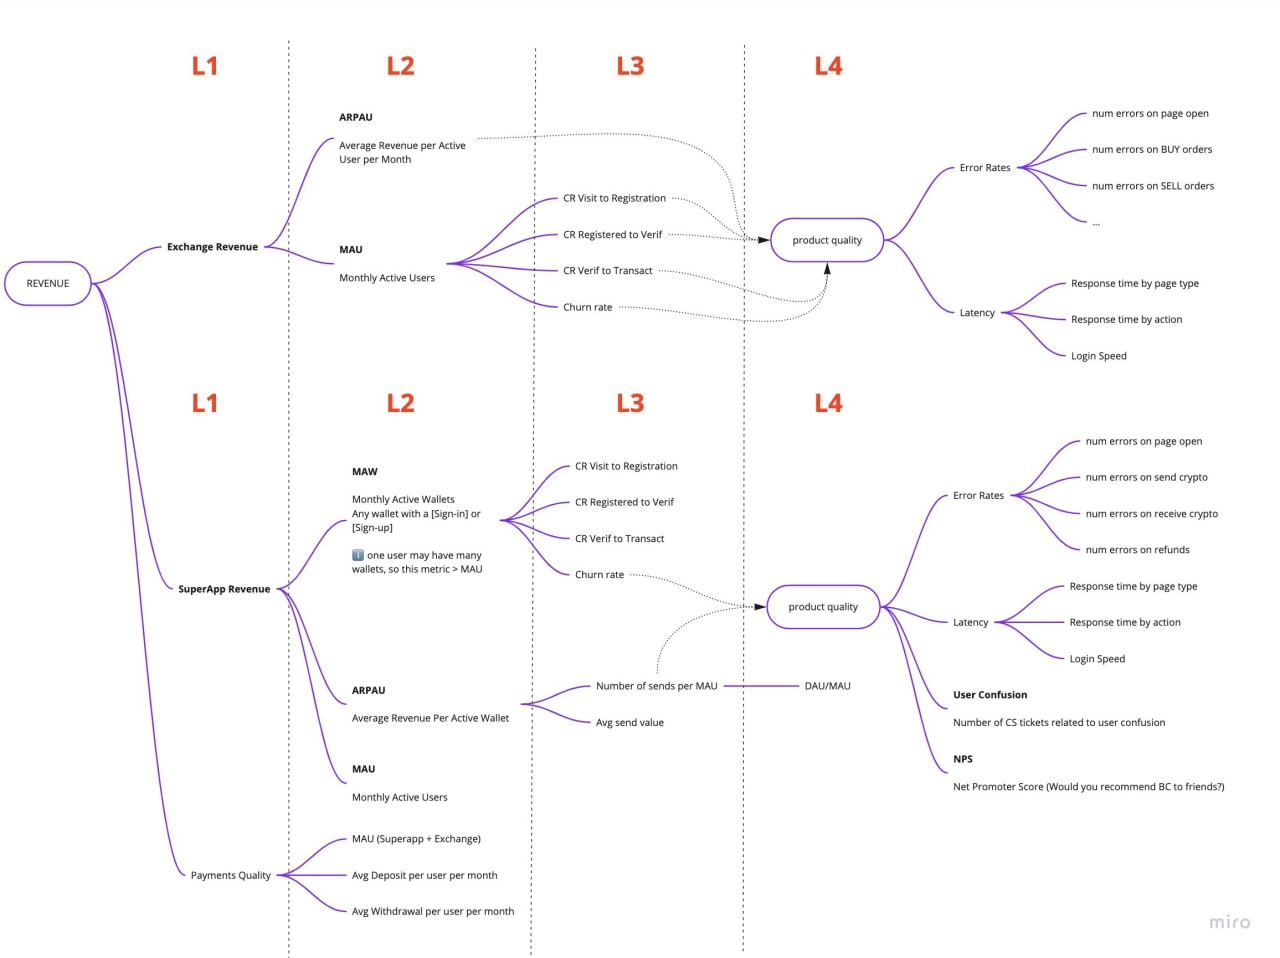 L1
L2
L3
L4
ARPAU
Average Revenue per Active
User per Month
CR Visit to Registration
CR Registered to Verif
CR Verif to Transact
Churn rate
Exchange Revenue
MAU
Monthly Active Users
REVENUE
product quality
Error Rates
num errors on page open
num errors on BUY orders
num errors on SELL orders
...
Latency
Response time by page type
Response time by action
Login Speed
L1
L2
L3
L4
MAW
Monthly Active Wallets
Any wallet with a [Sign-in] or
[Sign-up]
ℹ️ one user may have many
wallets, so this metric > MAU
CR Visit to Registration
CR Registered to Verif
CR Verif to Transact
Churn rate
SuperApp Revenue
product quality
ARPAU
Average Revenue Per Active Wallet
Number of sends per MAU
DAU/MAU
Avg send value
MAU
Monthly Active Users
Error Rates
num errors on page open
num errors on send crypto
num errors on receive crypto
num errors on refunds
Latency
Response time by page type
Response time by action
Login Speed
User Confusion
Number of CS tickets related to user confusion
NPS
Net Promoter Score (Would you recommend BC to friends?)
Payments Quality
MAU (Superapp + Exchange)
Avg Deposit per user per month
Avg Withdrawal per user per month
miro